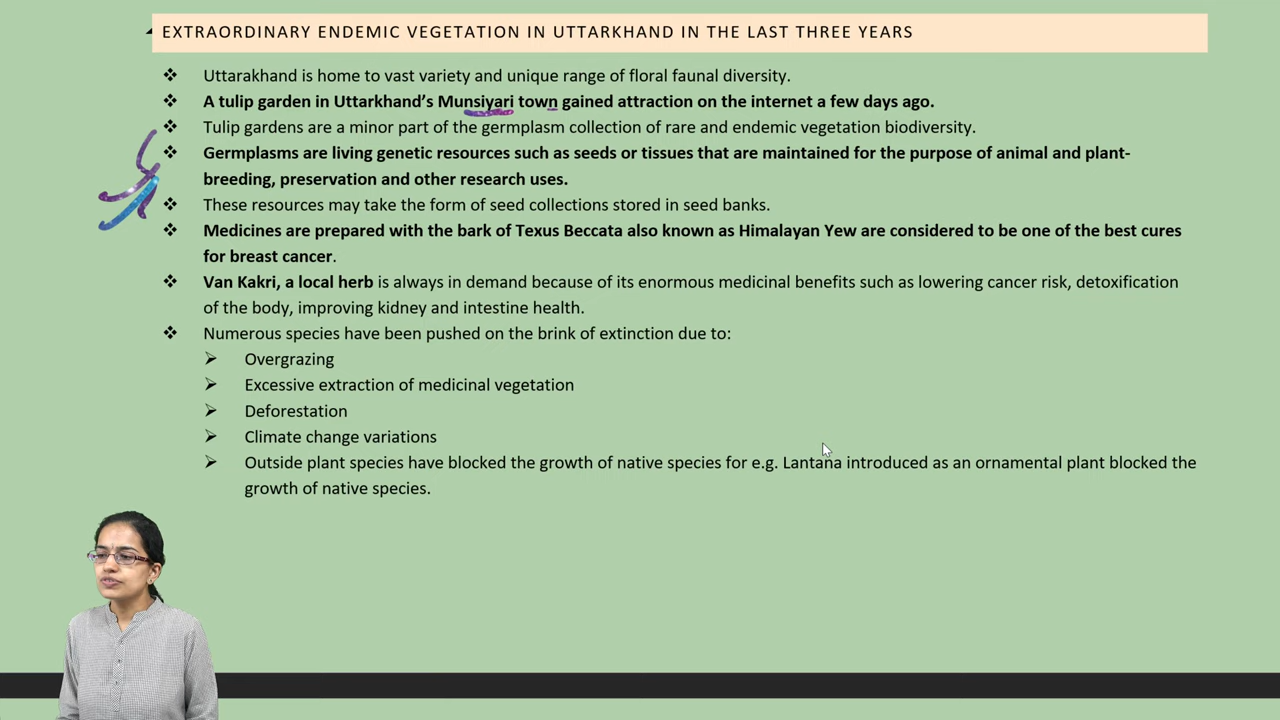 EXTRAORDINARY ENDEMIC VEGETATION IN UTTARKHAND IN THE LAST THREE YEARS
❖ Uttarakhand is home to vast variety and unique range of floral faunal diversity.
❖ A tulip garden in Uttarkhand's Munsiyari town gained attraction on the internet a few days ago.
❖ Tulip gardens are a minor part of the germplasm collection of rare and endemic vegetation biodiversity.
❖ Germplasms are living genetic resources such as seeds or tissues that are maintained for the purpose of animal and plant-
breeding, preservation and other research uses.
❖ These resources may take the form of seed collections stored in seed banks.
❖ Medicines are prepared with the bark of Texus Beccata also known as Himalayan Yew are considered to be one of the best cures
for breast cancer.
❖ Van Kakri, a local herb is always in demand because of its enormous medicinal benefits such as lowering cancer risk, detoxification
of the body, improving kidney and intestine health.
❖ Numerous species have been pushed on the brink of extinction due to:
➢ Overgrazing
➢ Excessive extraction of medicinal vegetation
➢ Deforestation
➢ Climate change variations
➢ Outside plant species have blocked the growth of native species for e.g. Lantana introduced as an ornamental plant blocked the
growth of native species.